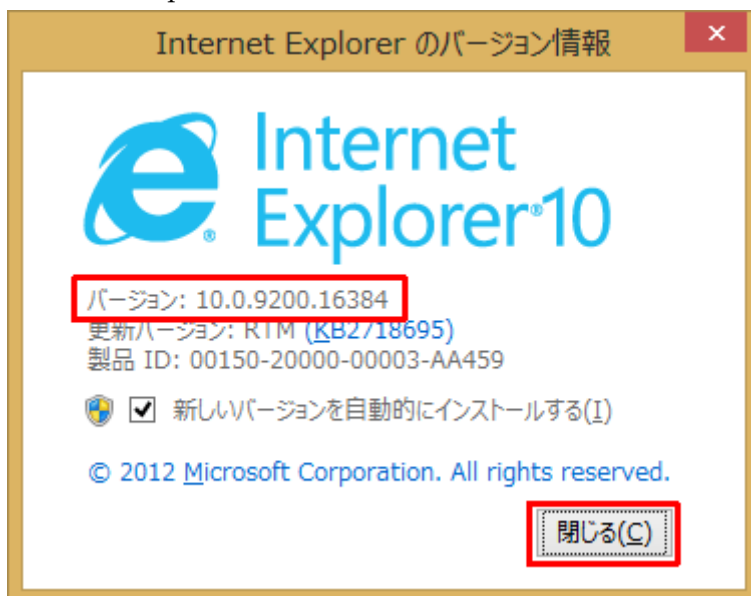 Internet Explorer のバージョン情報
Internet
Explorer®10
バージョン: 10.0.9200.16384
更新バージョン: RTM (KB2718695)
製品 ID: 00150-20000-00003-AA459
新しいバージョンを自動的にインストールする(I)
© 2012 Microsoft Corporation. All rights reserved.
閉じる(C)